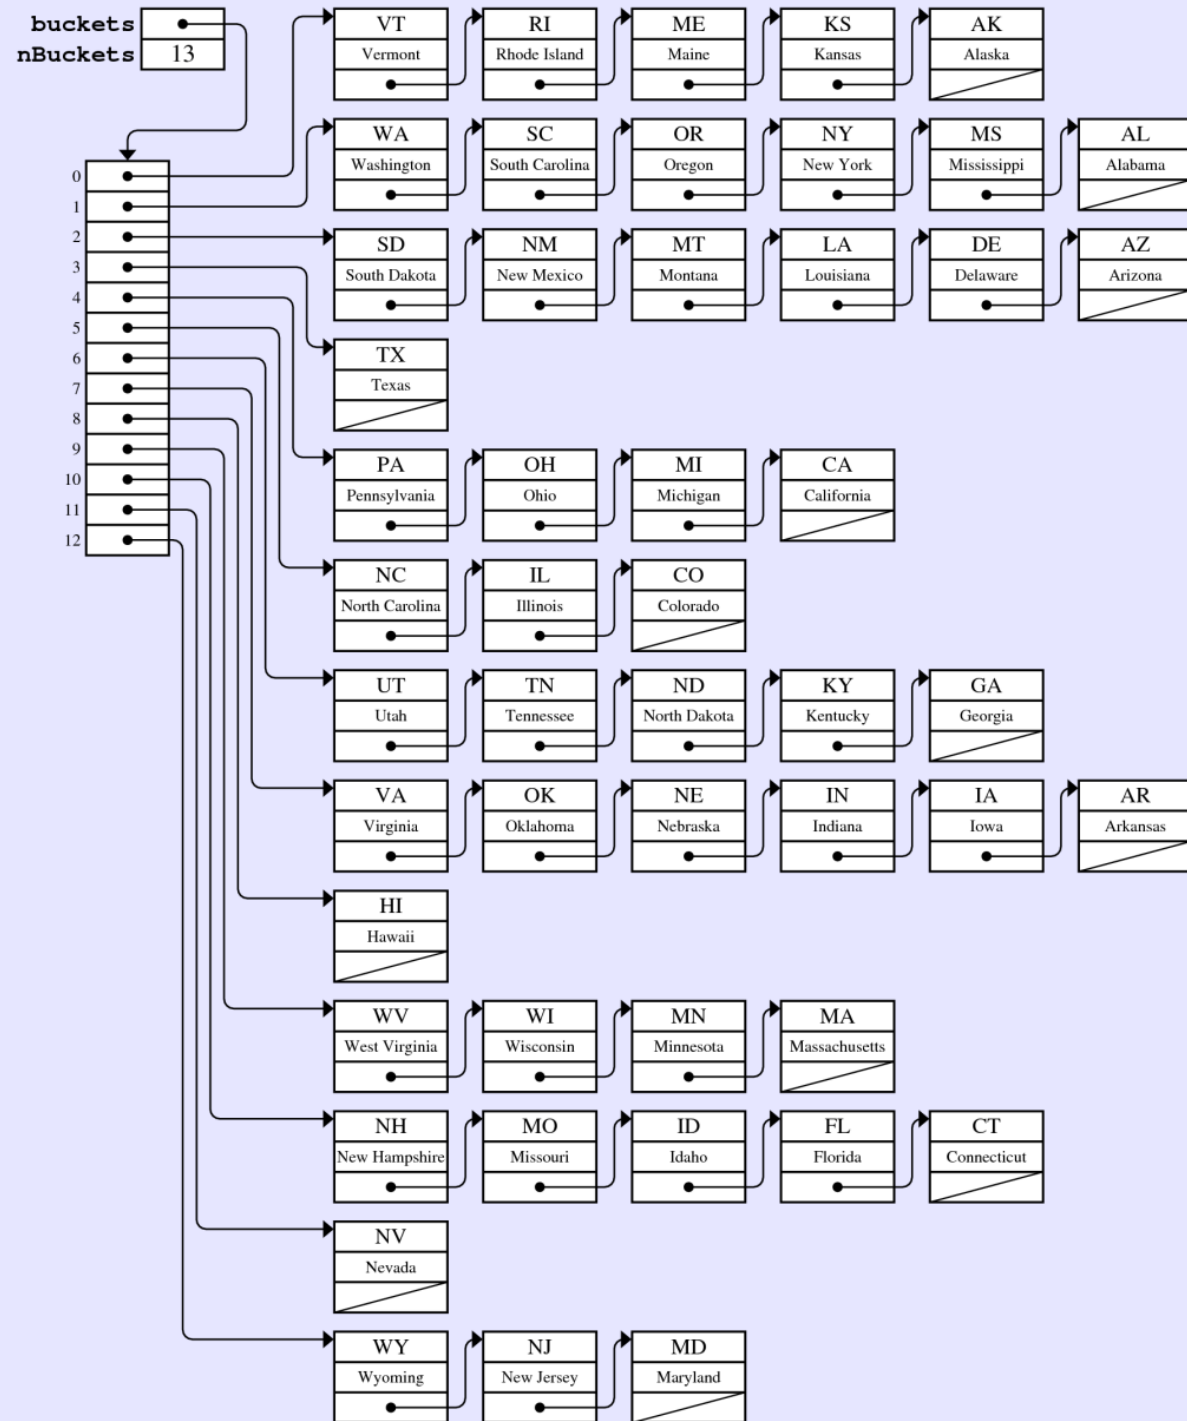 buckets
nBuckets 13
0
1
2
3
4
5
6
7
8
9
10
11
12
VT RI ME KS AK
Vermont Rhode Island Maine Kansas Alaska
WA SC OR NY MS AL
Washington South Carolina Oregon New York Mississippi Alabama
SD NM MT LA DE AZ
South Dakota New Mexico Montana Louisiana Delaware Arizona
TX
Texas
PA OH MI CA
Pennsylvania Ohio Michigan California
NC IL CO
North Carolina Illinois Colorado
UT TN ND KY GA
Utah Tennessee North Dakota Kentucky Georgia
VA OK NE IN IA AR
Virginia Oklahoma Nebraska Indiana Iowa Arkansas
HI
Hawaii
WV WI MN MA
West Virginia Wisconsin Minnesota Massachusetts
NH MO ID FL CT
New Hampshire Missouri Idaho Florida Connecticut
NV
Nevada
WY NJ MD
Wyoming New Jersey Maryland